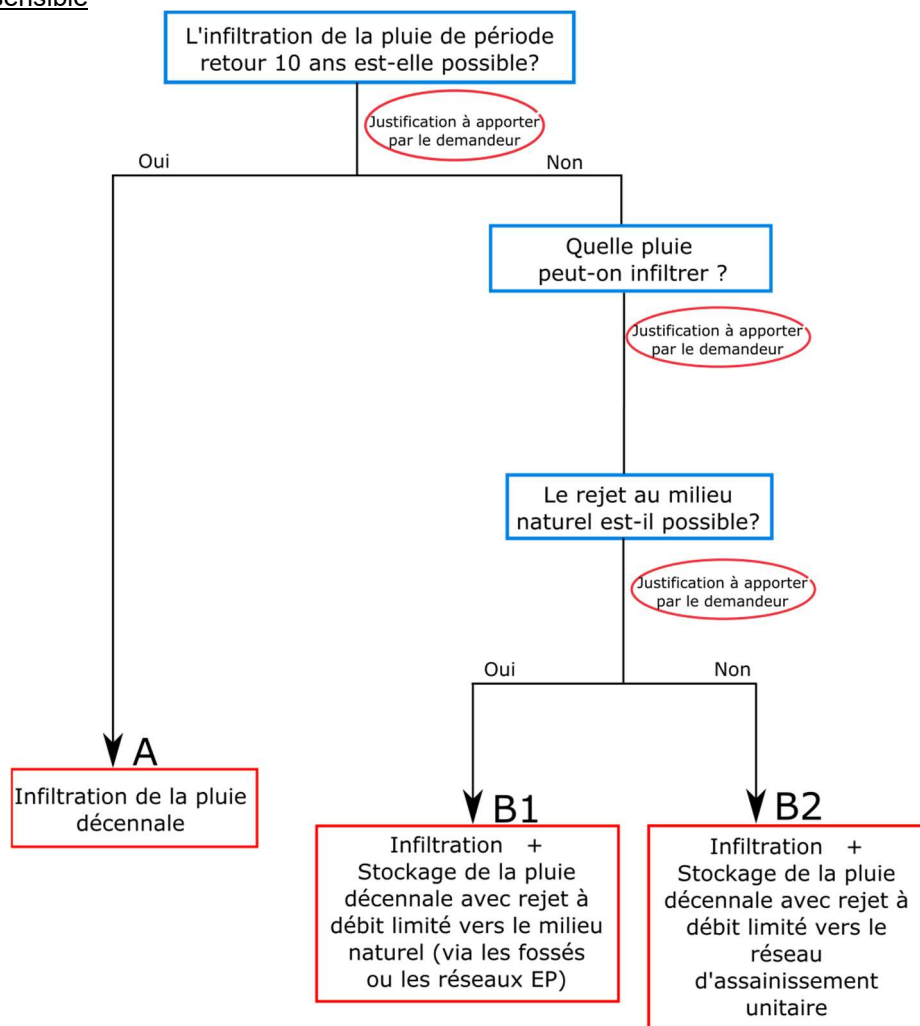 sensible
L'infiltration de la pluie de période
retour 10 ans est-elle possible?
Justification à apporter
par le demandeur
Oui
Non
Quelle pluie
peut-on infiltrer ?
Justification à apporter
par le demandeur
Le rejet au milieu
naturel est-il possible?
Justification à apporter
par le demandeur
Oui
Non
A
Infiltration de la pluie
décennale
B1
Infiltration +
Stockage de la pluie
décennale avec rejet à
débit limité vers le milieu
naturel (via les fossés
ou les réseaux EP)
B2
Infiltration +
Stockage de la pluie
décennale avec rejet à
débit limité vers le
réseau
d'assainissement
unitaire